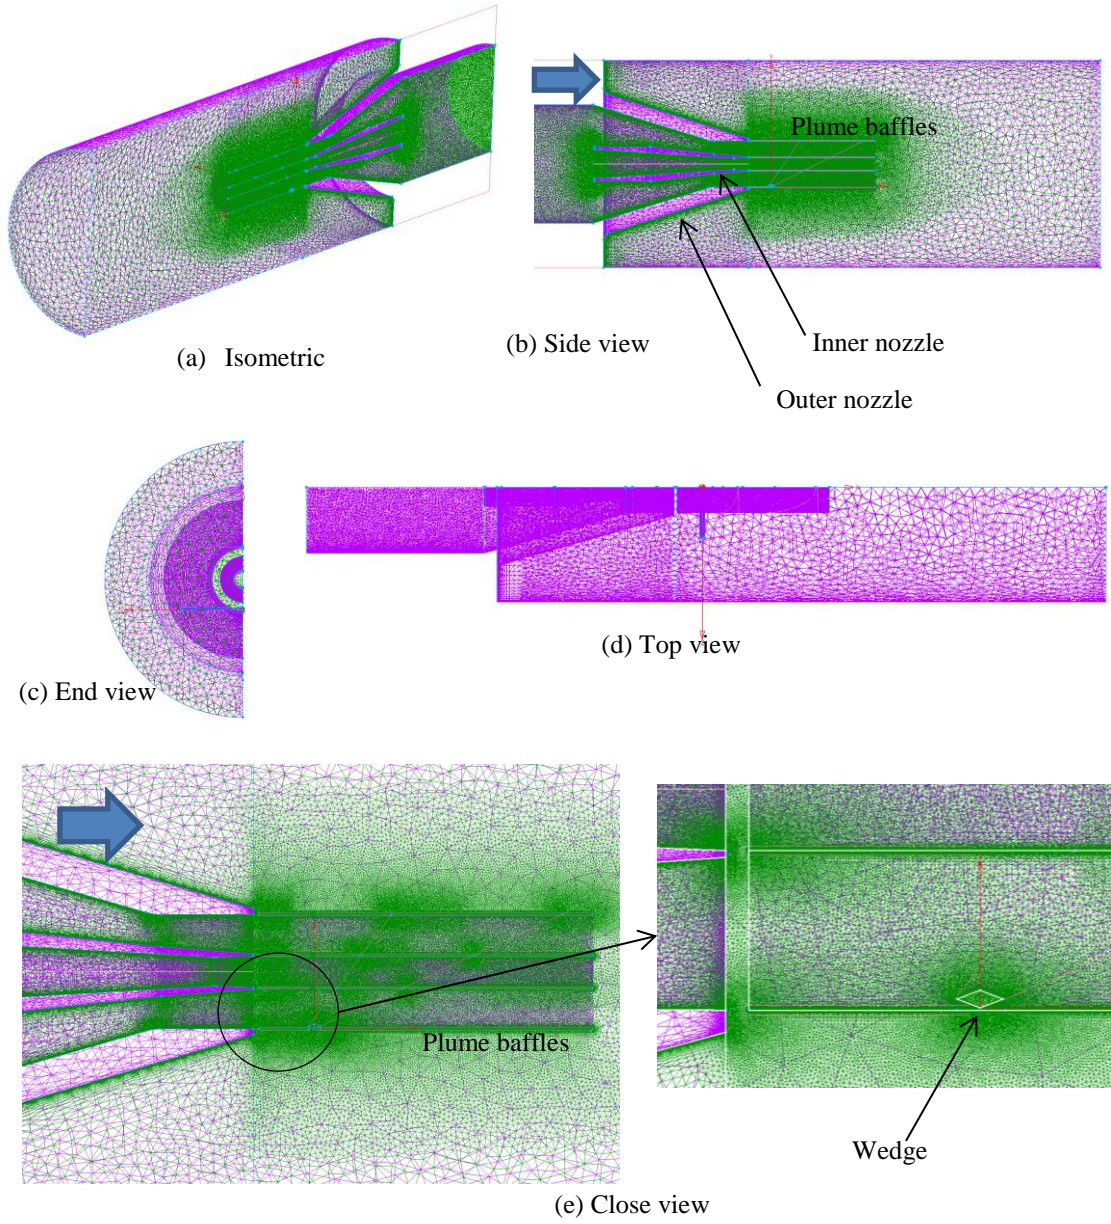 Plume baffles
(a) Isometric
(b) Side view
Inner nozzle
Outer nozzle
(c) End view
(d) Top view
Plume baffles
Wedge
(e) Close view